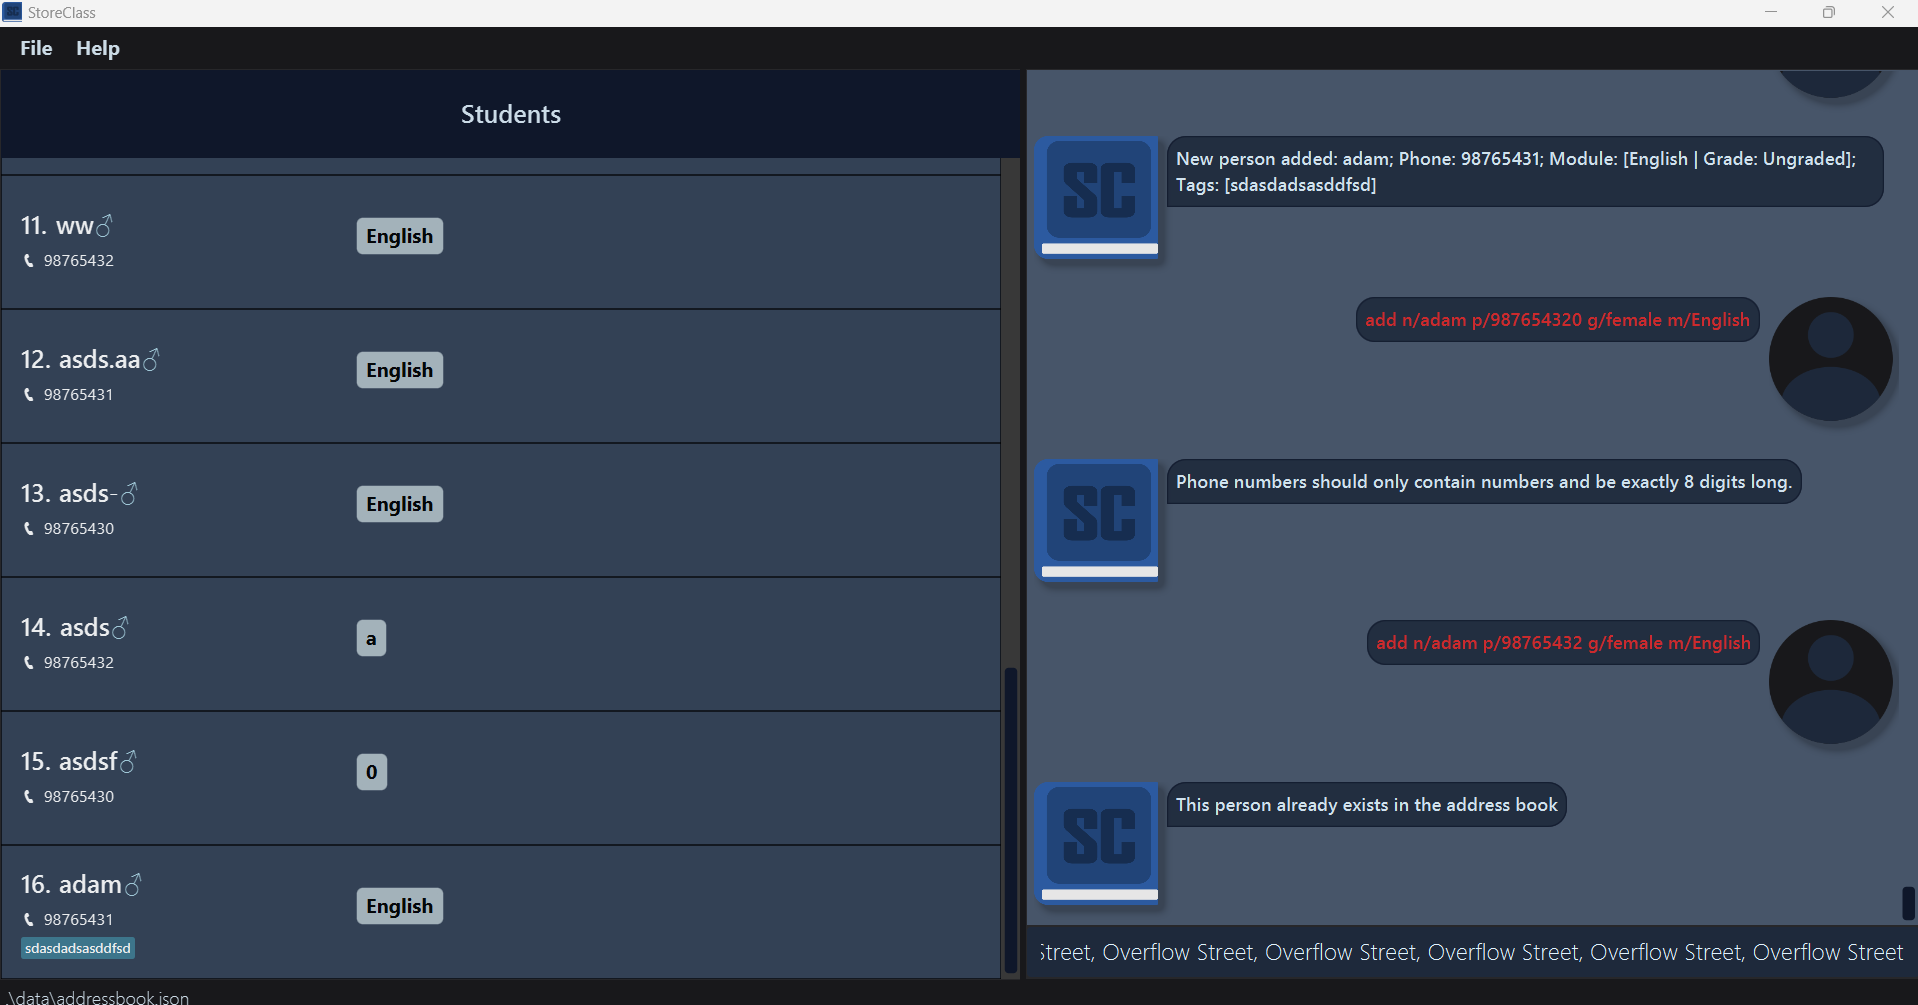 StoreClass
File Help
Students
11. ww♂
98765432
English
12. asds.aa♂
98765431
English
13. asds-♂
98765430
English
14. asds♂
98765432
a
15. asdsf♂
98765430
0
16. adam♂
98765431
sdasdadsasddfsd
English
SC
New person added: adam; Phone: 98765431; Module: [English | Grade: Ungraded];
Tags: [sdasdadsasddfsd]
add n/adam p/987654320 g/female m/English
SC
Phone numbers should only contain numbers and be exactly 8 digits long.
add n/adam p/98765432 g/female m/English
SC
This person already exists in the address book
Street, Overflow Street, Overflow Street, Overflow Street, Overflow Street, Overflow Street
.\data\addressbook.json